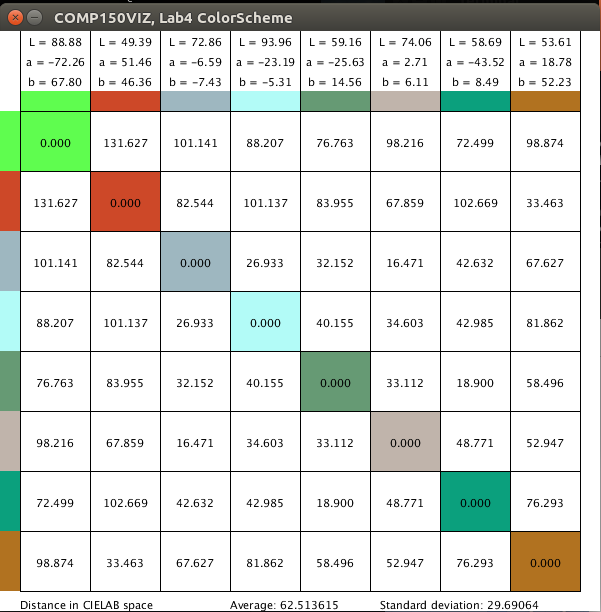 COMP150VIZ, Lab4 ColorScheme
L = 88.88 L = 49.39 L = 72.86 L = 93.96 L = 59.16 L = 74.06 L = 58.69 L = 53.61
a = -72.26 a = 51.46 a = -6.59 a = -23.19 a = -25.63 a = 2.71 a = -43.52 a = 18.78
b = 67.80 b = 46.36 b = -7.43 b = -5.31 b = 14.56 b = 6.11 b = 8.49 b = 52.23
0.000 131.627 101.141 88.207 76.763 98.216 72.499 98.874
131.627 0.000 82.544 101.137 83.955 67.859 102.669 33.463
101.141 82.544 0.000 26.933 32.152 16.471 42.632 67.627
88.207 101.137 26.933 0.000 40.155 34.603 42.985 81.862
76.763 83.955 32.152 40.155 0.000 33.112 18.900 58.496
98.216 67.859 16.471 34.603 33.112 0.000 48.771 52.947
72.499 102.669 42.632 42.985 18.900 48.771 0.000 76.293
98.874 33.463 67.627 81.862 58.496 52.947 76.293 0.000
Distance in CIELAB space Average: 62.513615 Standard deviation: 29.69064